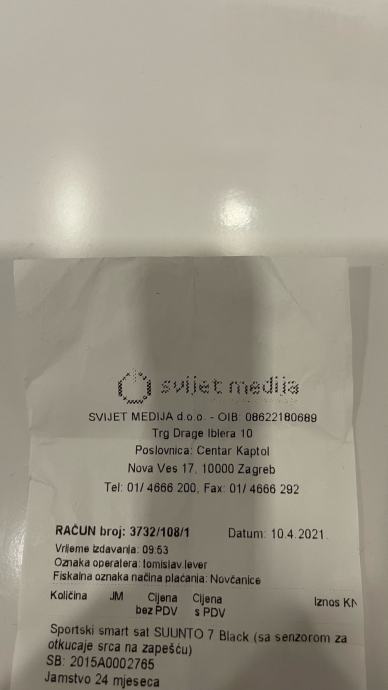 svijet medija
SVIJET MEDIJA d.o.o. - OIB: 08622180689
Trg Drage Iblera 10
Poslovnica: Centar Kaptol
Nova Ves 17, 10000 Zagreb
Tel: 01/ 4666 200, Fax: 01/ 4666 292
RAČUN broj: 3732/108/1 Datum: 10.4.2021.
Vrijeme izdavanja: 09:53
Oznaka operatera: tomislav.lever
Fiskalna oznaka načina plaćanja: Novčanice
Količina JM Cijena Cijena Iznos KN
bez PDV s PDV
Sportski smart sat SUUNTO 7 Black (sa senzorom za
otkucaje srca na zapešću)
SB: 2015A0002765
Jamstvo 24 mjeseca